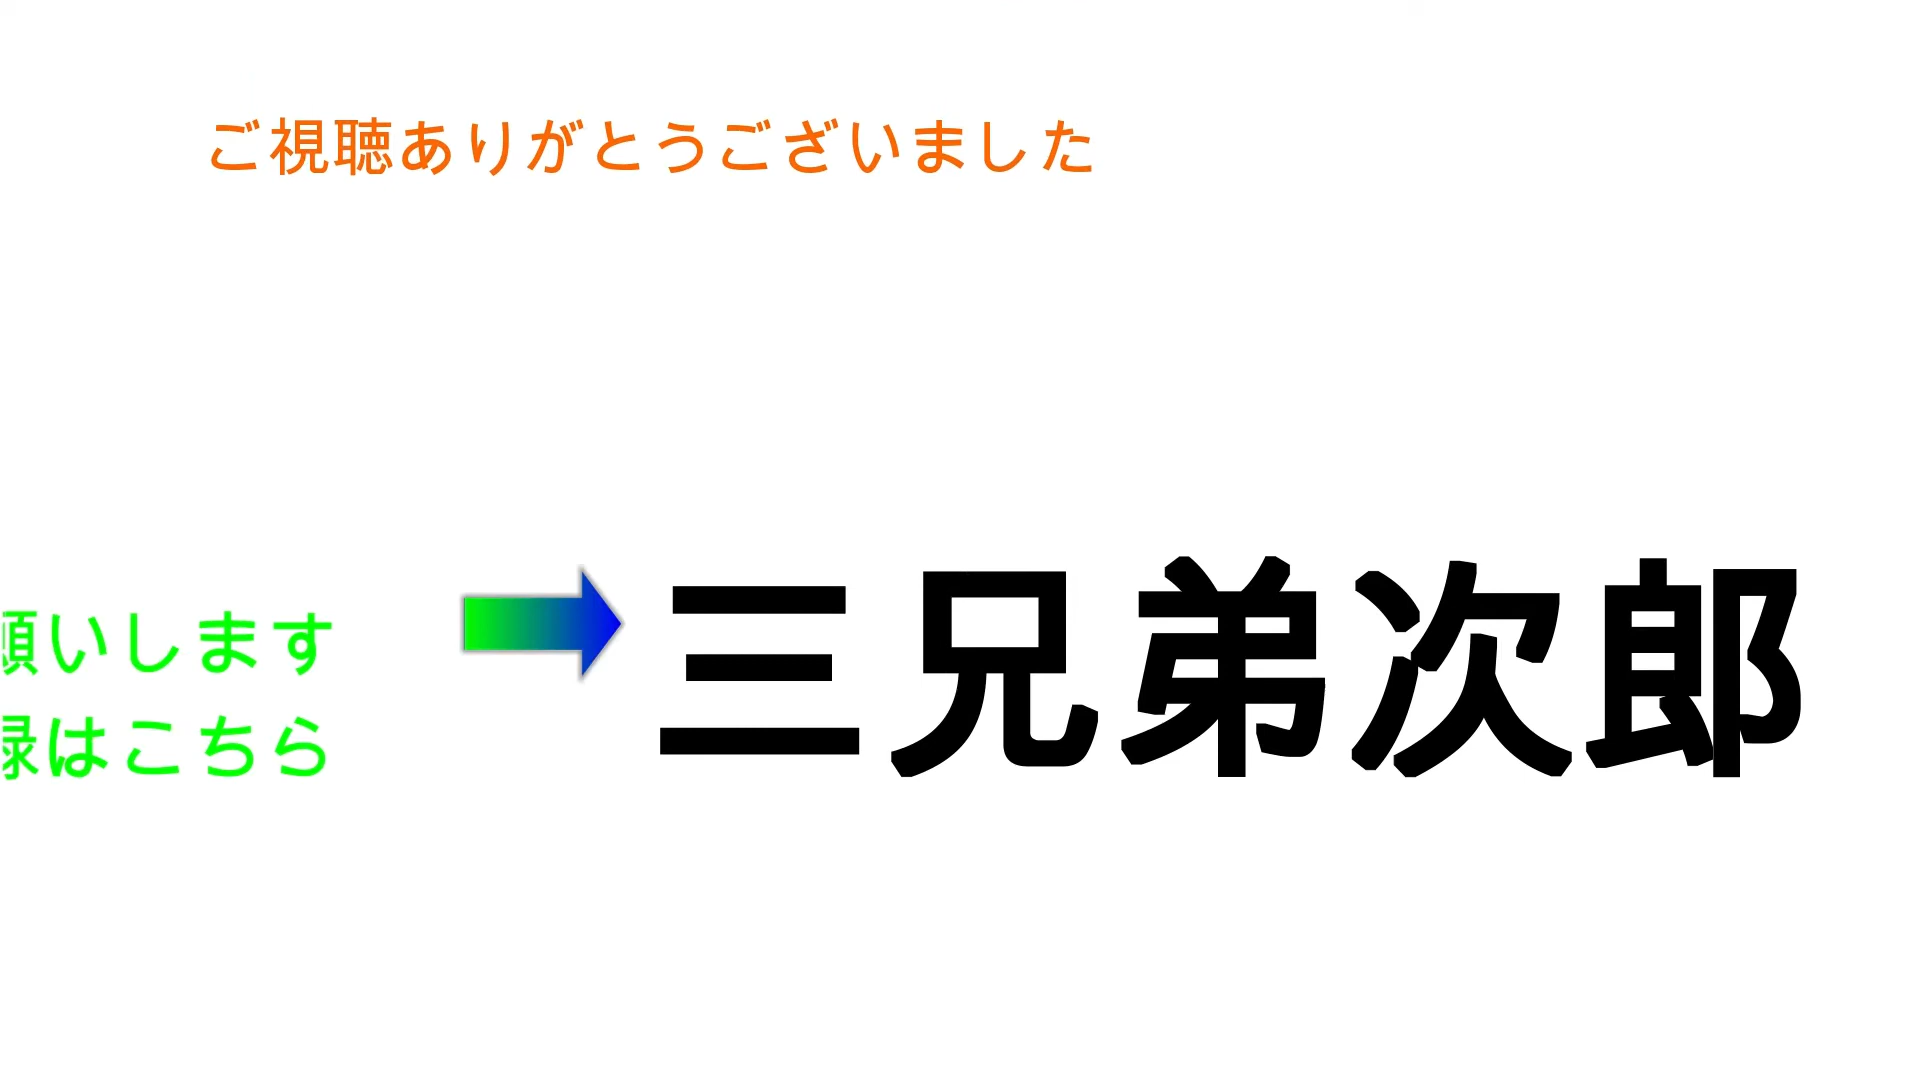 ご視聴ありがとうございました
願いします
録はこちら
三兄弟次郎